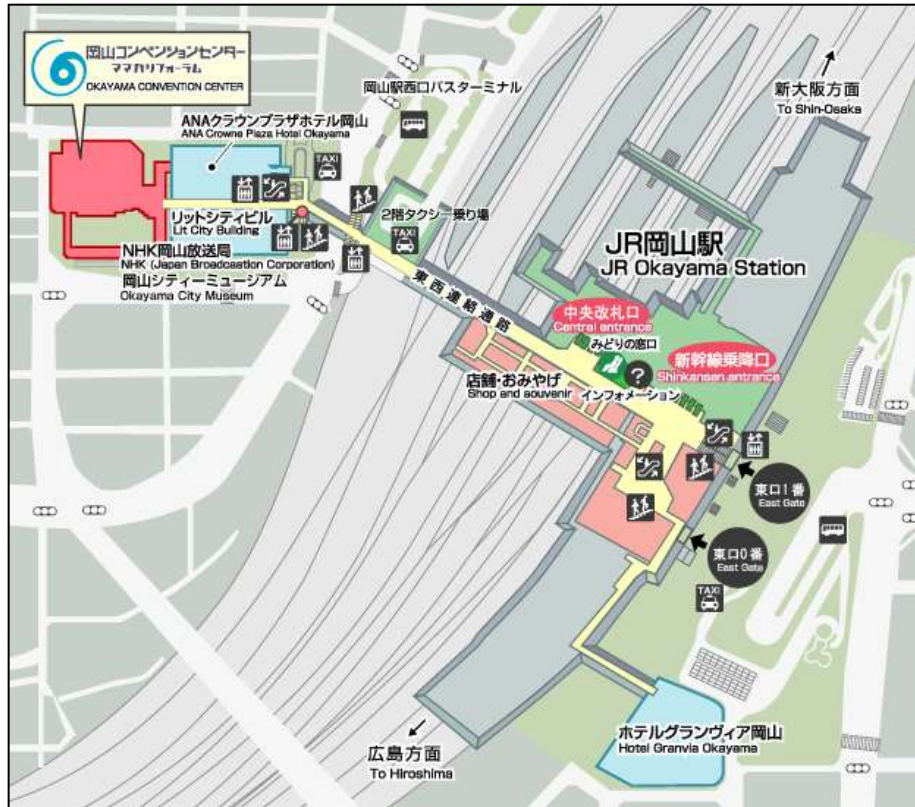 岡山コンベンションセンター
ママカリフォーラム
OKAYAMA CONVENTION CENTER
岡山駅西口バスターミナル
新大阪方面
To Shin-Osaka
ANAクラウンプラザホテル岡山
ANA Crowne Plaza Hotel Okayama
TAXI
2階タクシー乗り場
TAXI
リットシティビル
Lit City Building
NHK岡山放送局
NHK (Japan Broadcastion Corporation)
岡山シティーミュージアム
Okayama City Museum
JR岡山駅
JR Okayama Station
東西連絡通路
中央改札口
Central entrance
みどりの窓口
新幹線乗降口
Shinkansen entrance
?
店舗・おみやげ
Shop and souvenir
インフォメーション
東口1番
East Gate
東口0番
East Gate
TAXI
ホテルグランヴィア岡山
Hotel Granvia Okayama
広島方面
To Hiroshima